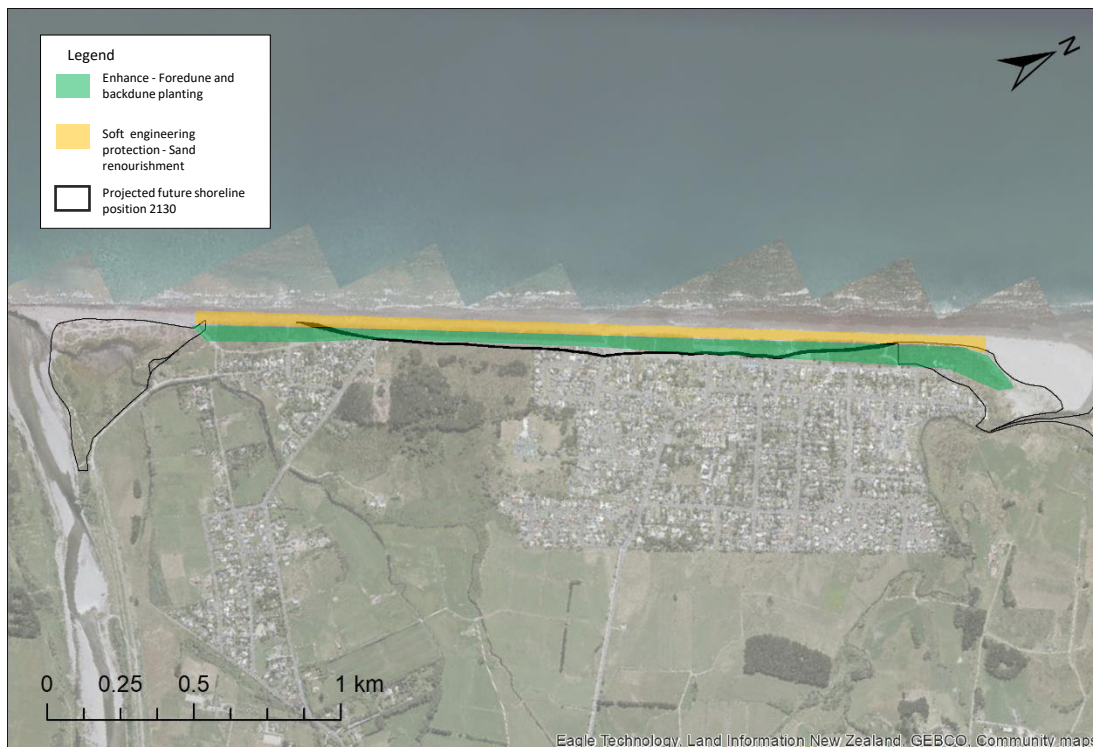 Legend
Enhance - Foredune and
backdune planting
Soft engineering
protection - Sand
renourishment
Projected future shoreline
position 2130
N
0 0.25 0.5 1 km
Eagle Technology, Land Information New Zealand, GEBCO, Community maps